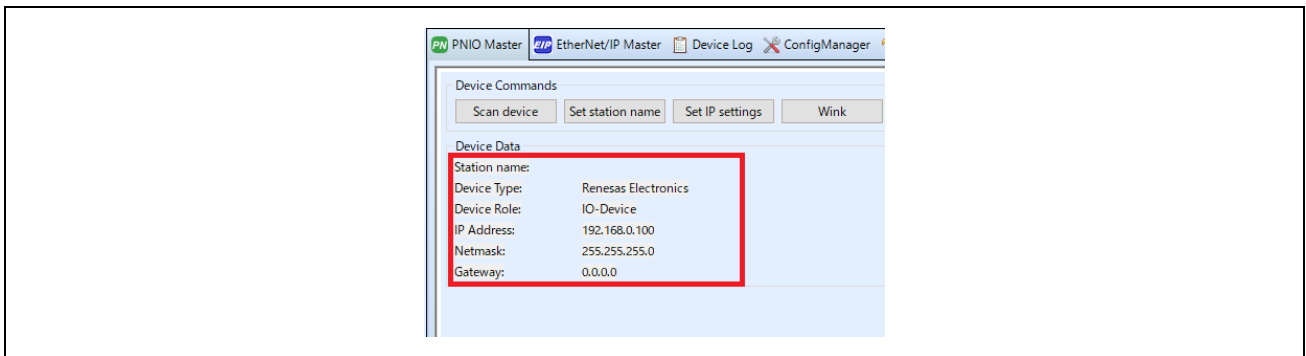 PN PNIO Master EIP EtherNet/IP Master Device Log ConfigManager
Device Commands
Scan device Set station name Set IP settings Wink
Device Data
Station name:
Device Type: Renesas Electronics
Device Role: IO-Device
IP Address: 192.168.0.100
Netmask: 255.255.255.0
Gateway: 0.0.0.0